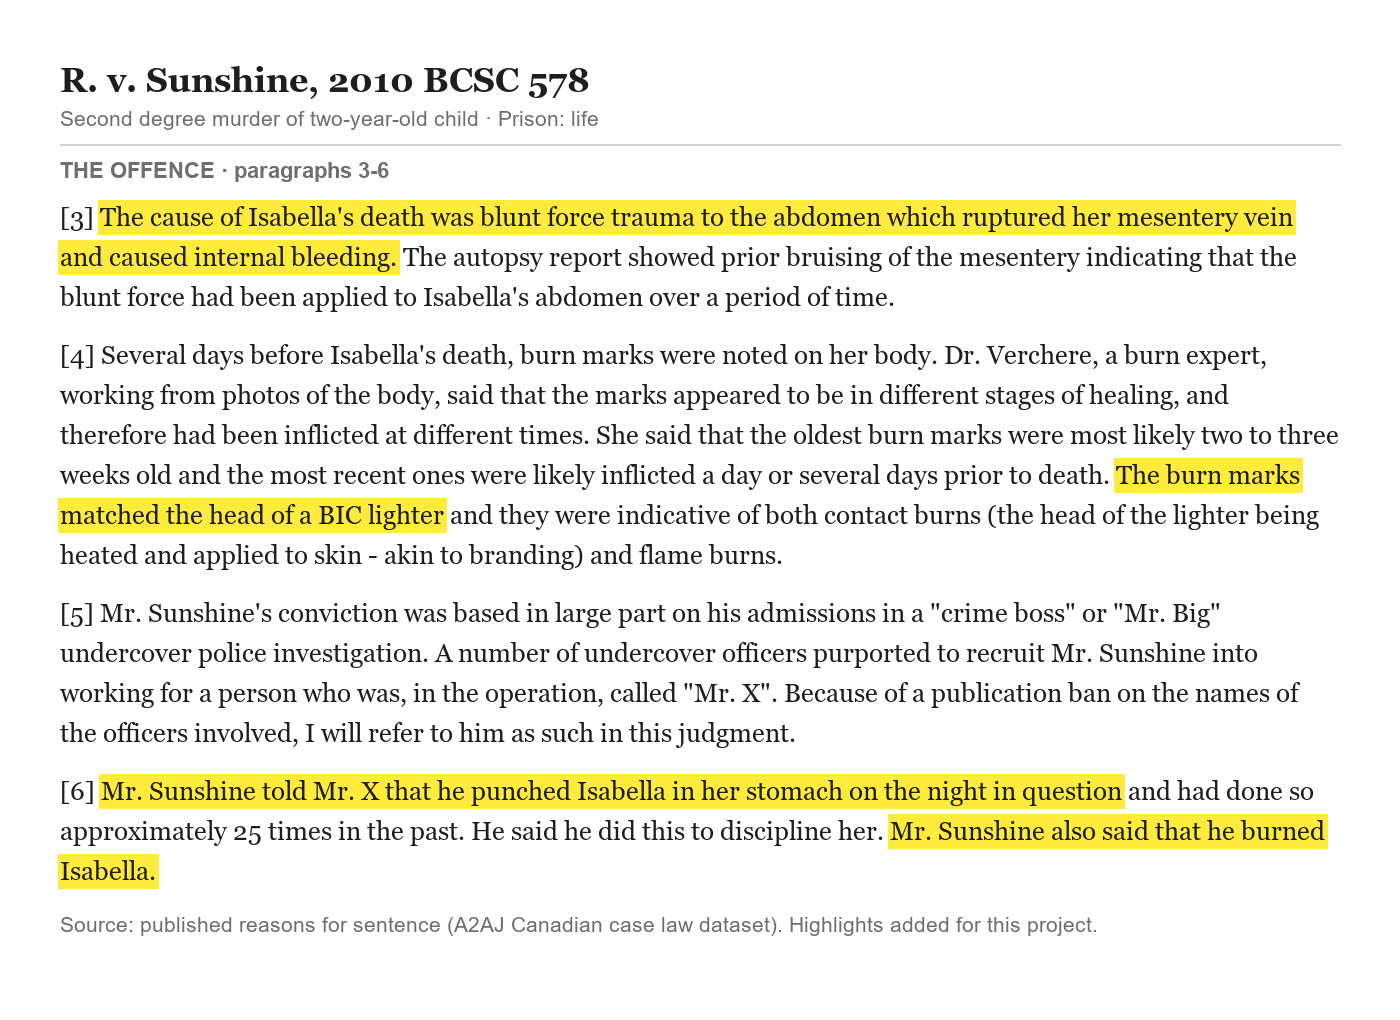 R. v. Sunshine, 2010 BCSC 578
Second degree murder of two-year-old child · Prison: life
THE OFFENCE · paragraphs 3-6
[3] The cause of Isabella's death was blunt force trauma to the abdomen which ruptured her mesentery vein
and caused internal bleeding. The autopsy report showed prior bruising of the mesentery indicating that the
blunt force had been applied to Isabella's abdomen over a period of time.
[4] Several days before Isabella's death, burn marks were noted on her body. Dr. Verchere, a burn expert,
working from photos of the body, said that the marks appeared to be in different stages of healing, and
therefore had been inflicted at different times. She said that the oldest burn marks were most likely two to three
weeks old and the most recent ones were likely inflicted a day or several days prior to death. The burn marks
matched the head of a BIC lighter and they were indicative of both contact burns (the head of the lighter being
heated and applied to skin - akin to branding) and flame burns.
[5] Mr. Sunshine's conviction was based in large part on his admissions in a "crime boss" or "Mr. Big"
undercover police investigation. A number of undercover officers purported to recruit Mr. Sunshine into
working for a person who was, in the operation, called "Mr. X". Because of a publication ban on the names of
the officers involved, I will refer to him as such in this judgment.
[6] Mr. Sunshine told Mr. X that he punched Isabella in her stomach on the night in question and had done so
approximately 25 times in the past. He said he did this to discipline her. Mr. Sunshine also said that he burned
Isabella.
Source: published reasons for sentence (A2AJ Canadian case law dataset). Highlights added for this project.